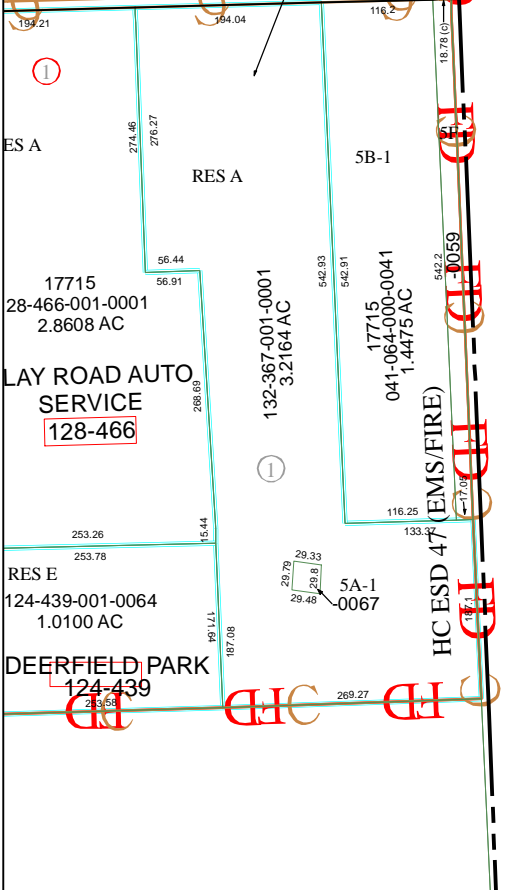 194.21
194.04
116.2
18.78 (c)
1
274.46
276.27
ES A
RES A
5B-1
5F
56.44
56.91
542.93
542.91
542.2
-0059
17715
28-466-001-0001
2.8608 AC
132-367-001-0001
3.2164 AC
17715
041-064-000-0041
1.4475 AC
LAY ROAD AUTO
SERVICE
128-466
268.69
1
HC ESD 47 (EMS/FIRE)
116.25
133.37
17.05
15.44
253.26
253.78
RES E
124-439-001-0064
1.0100 AC
29.33
29.79
29.8
29.48
5A-1
-0067
171.64
187.08
187.1
DEERFIELD PARK
124-439
253.58
269.27